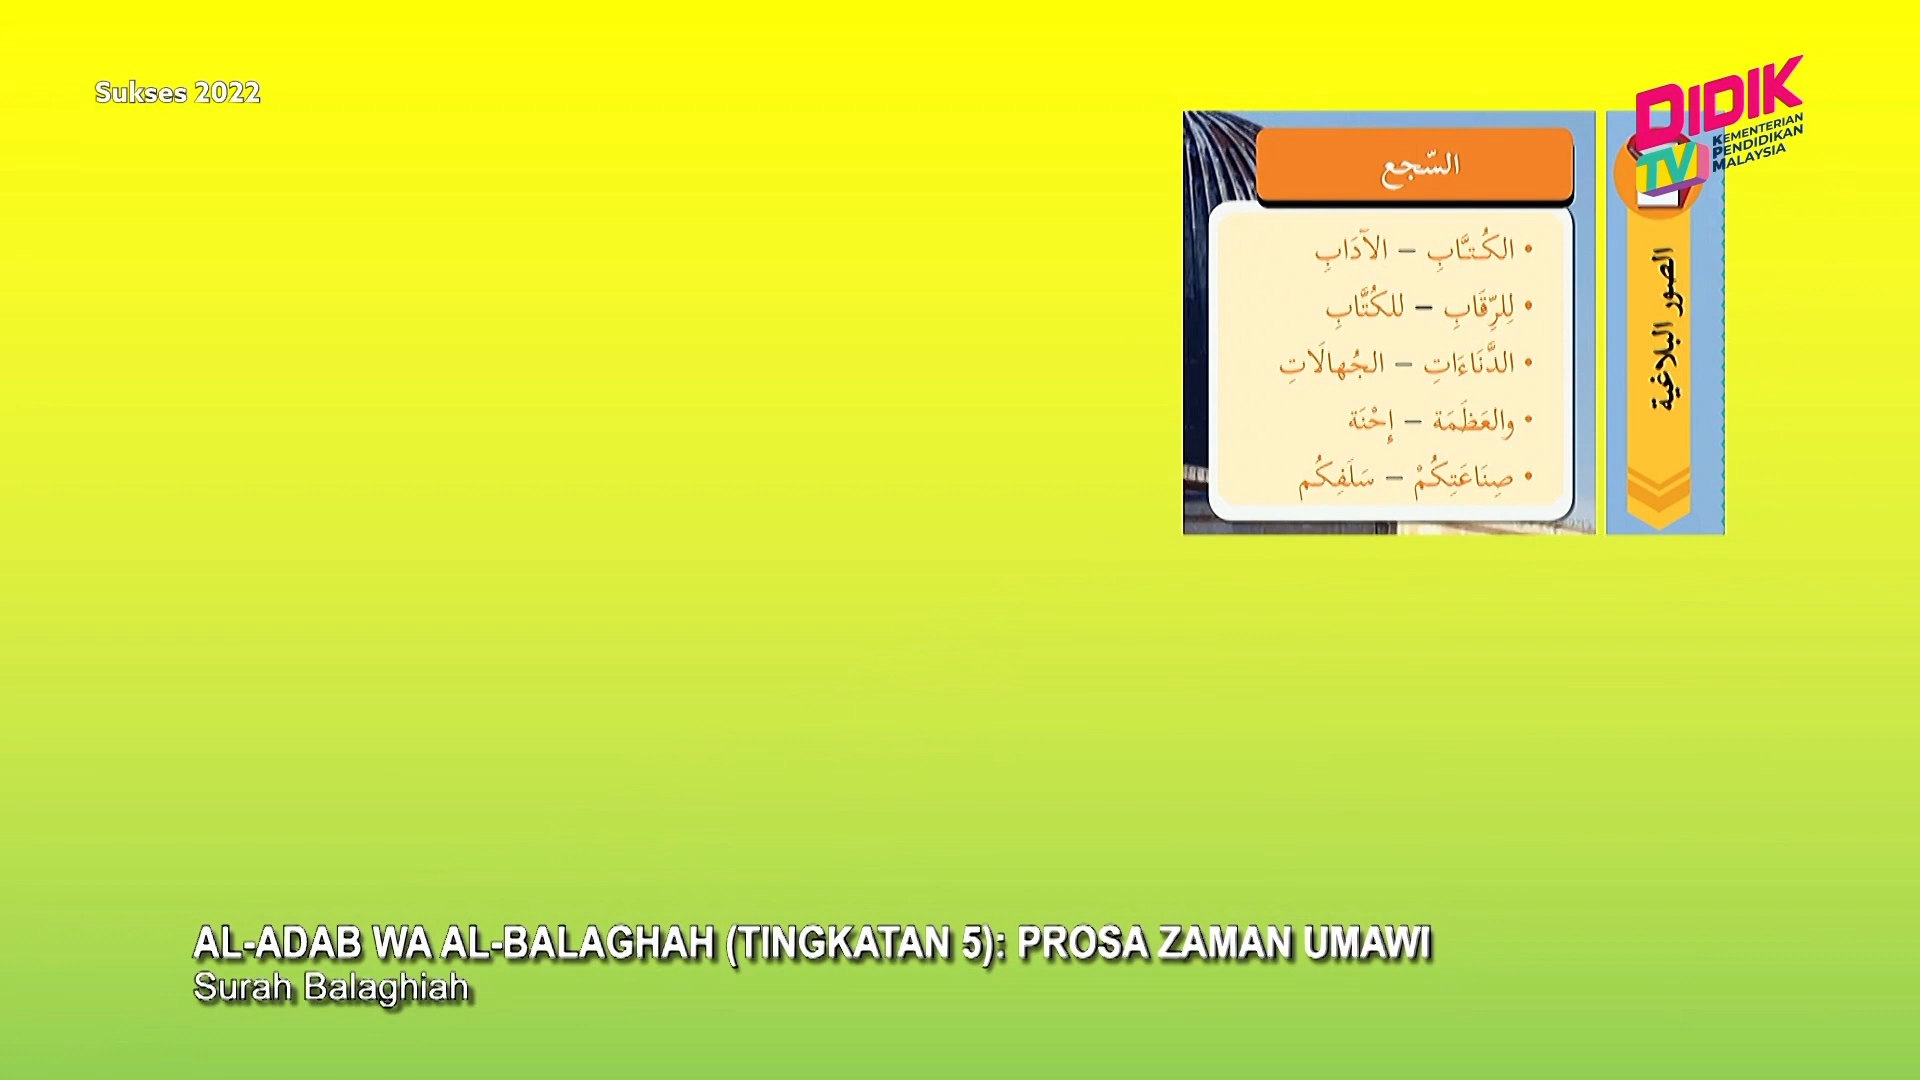 Sukses 2022
DIDIK
TV
KEMENTERIAN
PENDIDIKAN
MALAYSIA
السّجع
الصور البلاغية
• الكُتَّابِ – الآدَابِ
• لِلرِّقَابِ – للكُتَّابِ
• الدَّنَاءَاتِ – الجُهالَاتِ
• والعَظَمَة – إِحْنَة
• صِنَاعَتِكُمْ – سَلَفِكُم
AL-ADAB WA AL-BALAGHAH (TINGKATAN 5): PROSA ZAMAN UMAWI
Surah Balaghiah